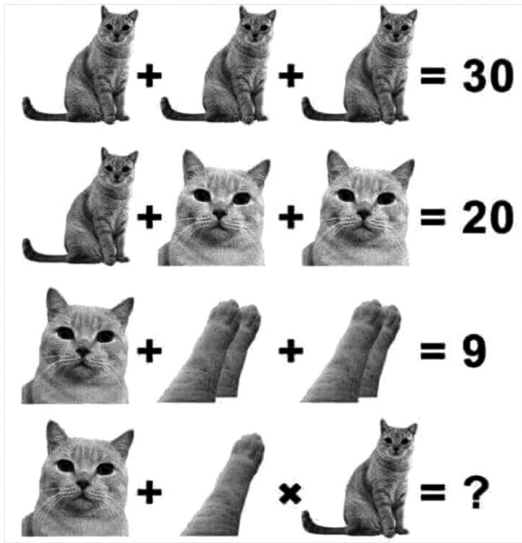 + + = 30
+ + = 20
+ + = 9
+ × = ?